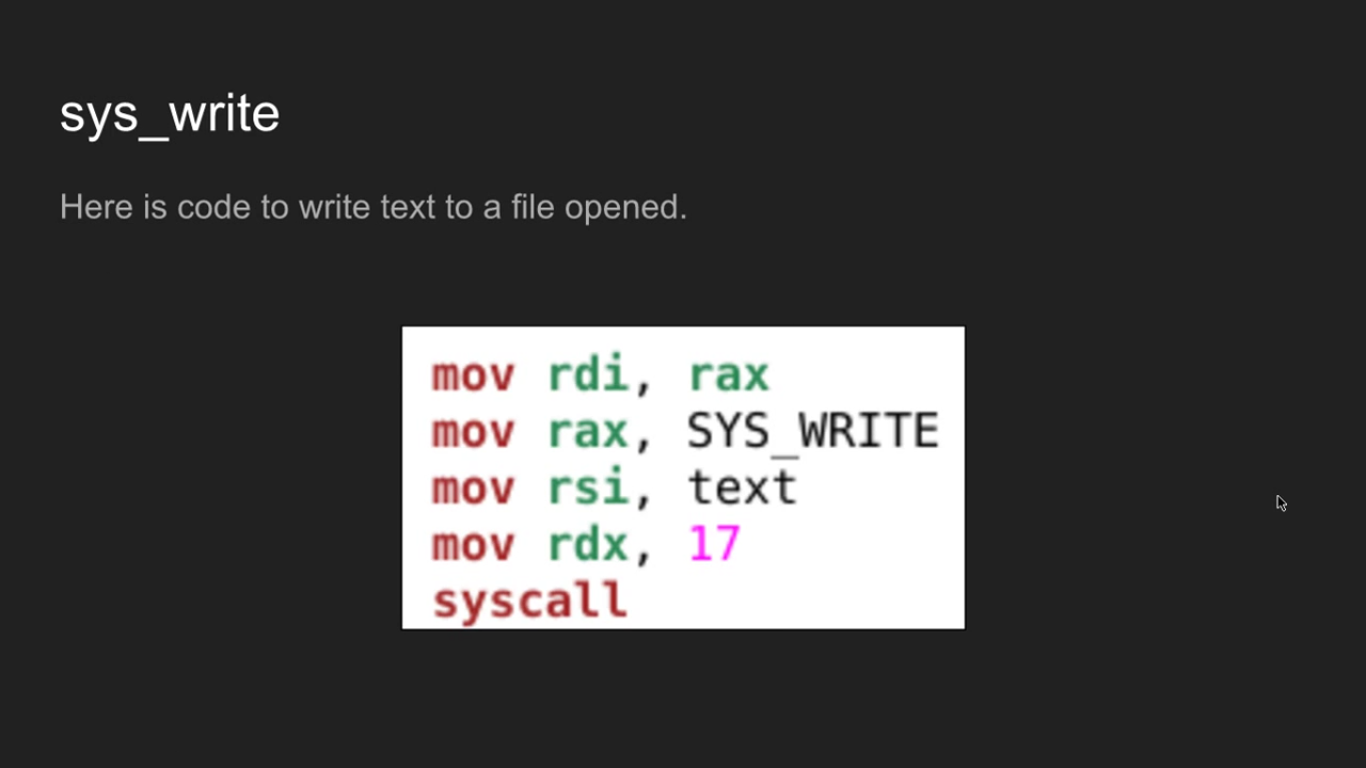 sys_write
Here is code to write text to a file opened.
mov rdi, rax
mov rax, SYS_WRITE
mov rsi, text
mov rdx, 17
syscall